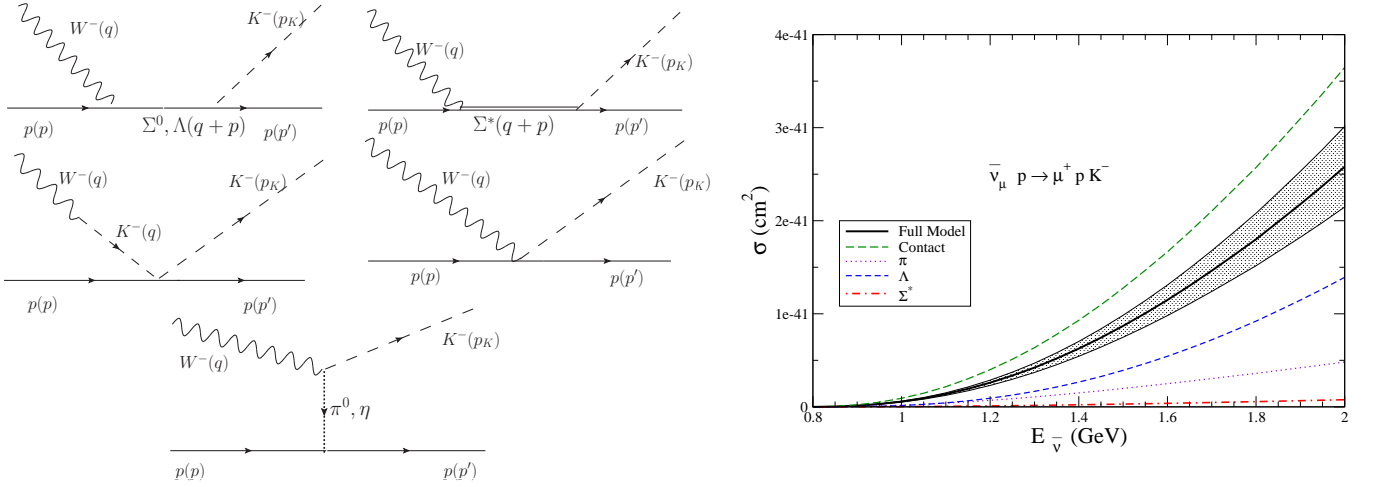 W⁻(q)
K⁻(p_K)
p(p)
Σ⁰, Λ(q + p)
p(p′)
W⁻(q)
K⁻(p_K)
p(p)
Σ*(q + p)
p(p′)
W⁻(q)
K⁻(p_K)
K⁻(q)
p(p)
p(p′)
W⁻(q)
K⁻(p_K)
p(p)
p(p′)
W⁻(q)
K⁻(p_K)
π⁰, η
p(p)
p(p′)
4e-41
3e-41
2e-41
1e-41
0
σ (cm²)
ν̅_μ p → μ⁺ p K⁻
Full Model
Contact
π
Λ
Σ*
0.8
1
1.2
1.4
1.6
1.8
2
E_ν̅ (GeV)